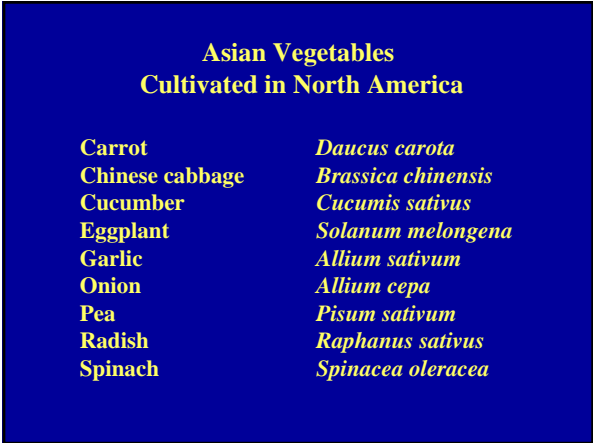 Asian Vegetables
Cultivated in North America
Carrot Daucus carota
Chinese cabbage Brassica chinensis
Cucumber Cucumis sativus
Eggplant Solanum melongena
Garlic Allium sativum
Onion Allium cepa
Pea Pisum sativum
Radish Raphanus sativus
Spinach Spinacea oleracea